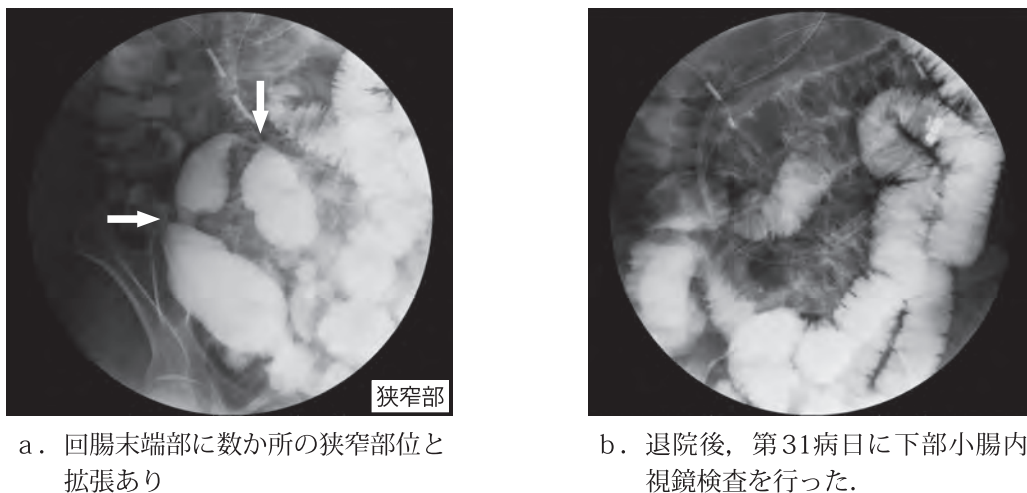 狭窄部
a．回腸末端部に数か所の狭窄部位と
拡張あり
b．退院後，第31病日に下部小腸内
視鏡検査を行った．